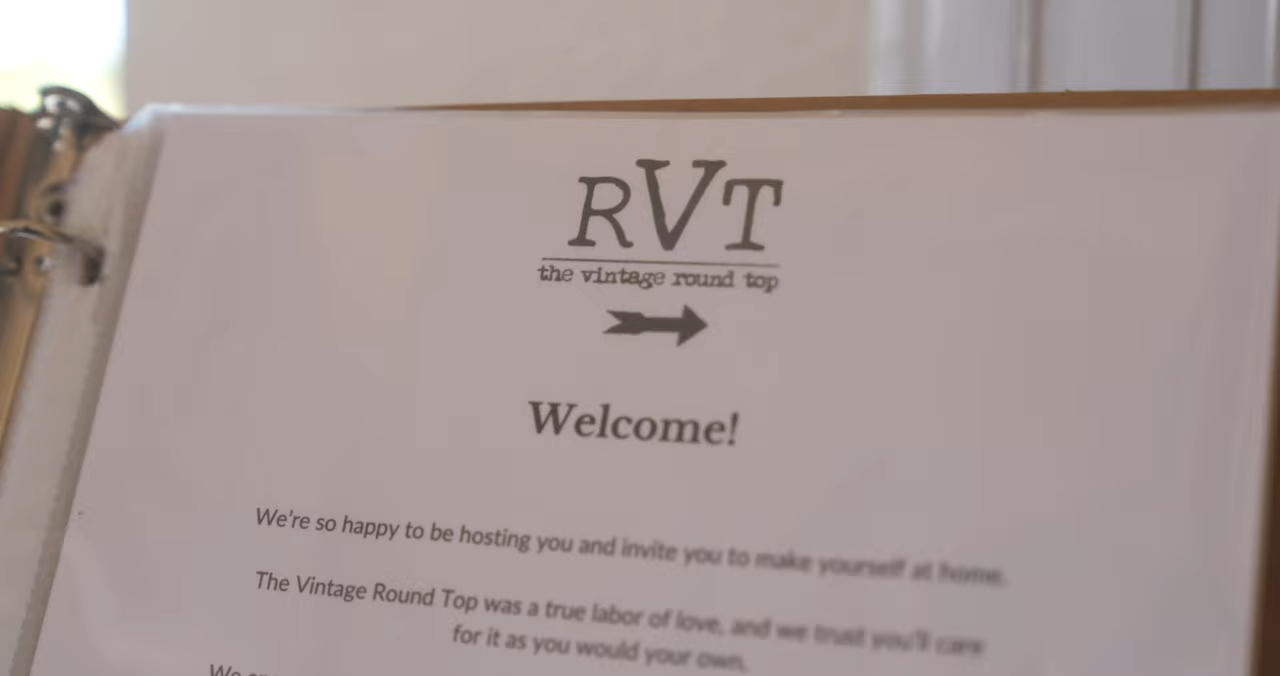 RVT
the vintage round top
Welcome!
We're so happy to be hosting you and invite you to make yourself at home.
The Vintage Round Top was a true labor of love, and we trust you'll care
for it as you would your own.
We